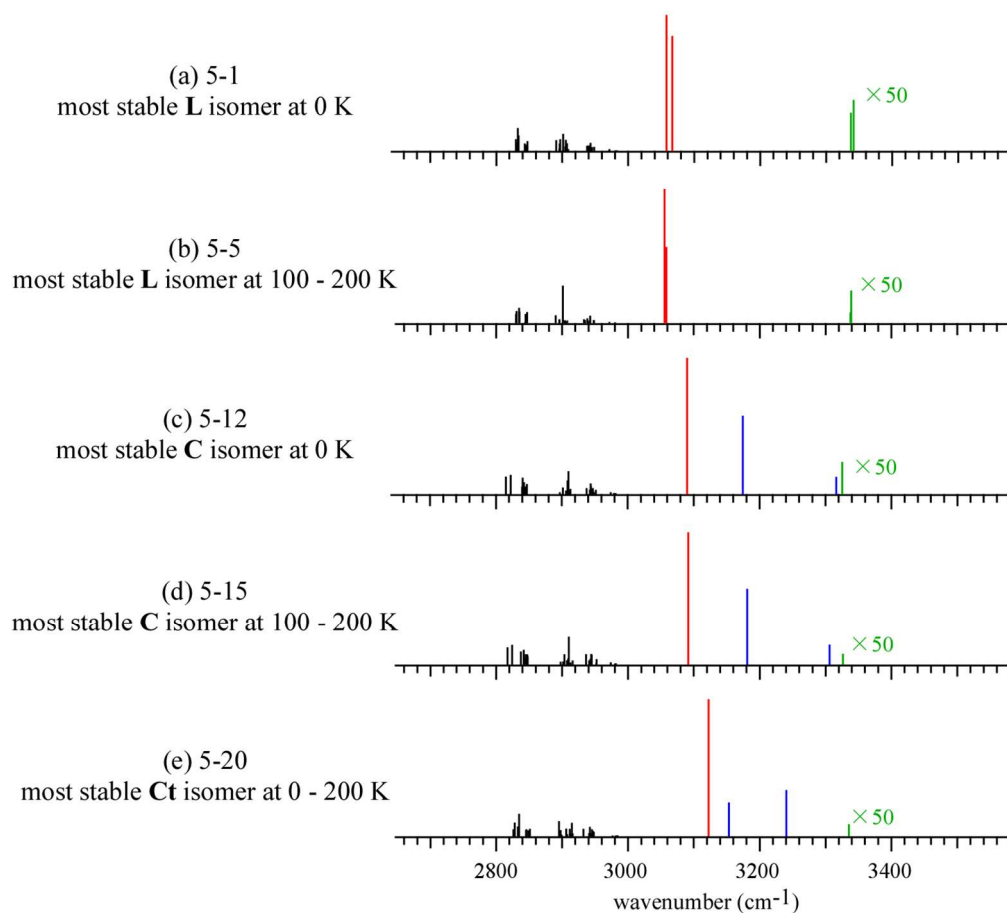 (a) 5-1
most stable L isomer at 0 K
× 50
(b) 5-5
most stable L isomer at 100 - 200 K
× 50
(c) 5-12
most stable C isomer at 0 K
× 50
(d) 5-15
most stable C isomer at 100 - 200 K
× 50
(e) 5-20
most stable Ct isomer at 0 - 200 K
× 50
2800 3000 3200 3400
wavenumber (cm-1)